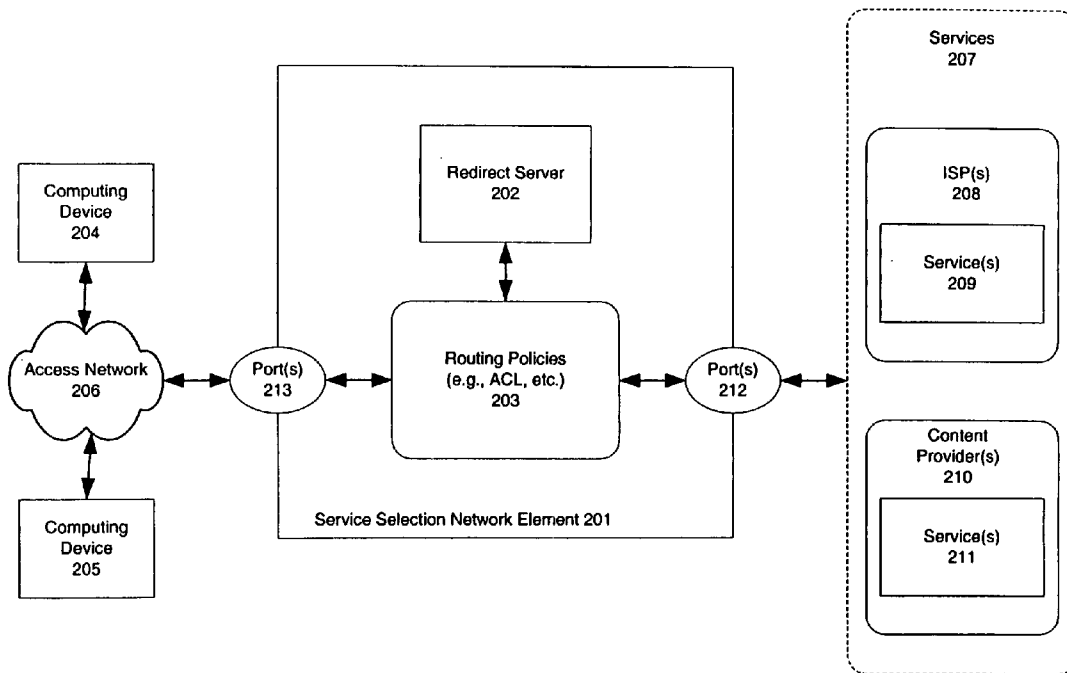 Computing
Device
204
Access Network
206
Computing
Device
205
Port(s)
213
Redirect Server
202
Routing Policies
(e.g., ACL, etc.)
203
Service Selection Network Element 201
Port(s)
212
Services
207
ISP(s)
208
Service(s)
209
Content
Provider(s)
210
Service(s)
211